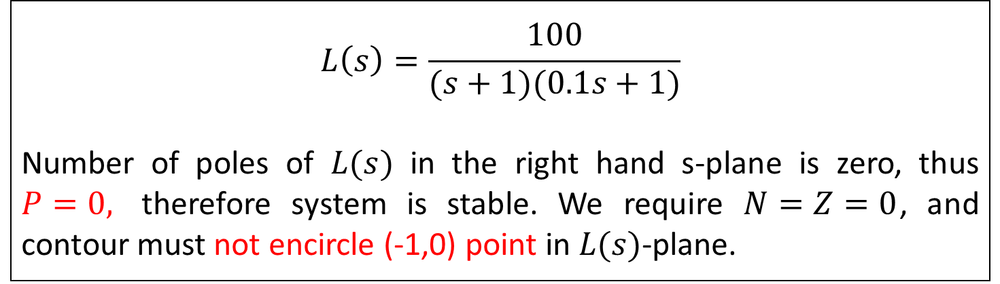 L(s) = 100 / ((s + 1)(0.1s + 1))
Number of poles of L(s) in the right hand s-plane is zero, thus
P = 0, therefore system is stable. We require N = Z = 0, and
contour must not encircle (-1,0) point in L(s)-plane.